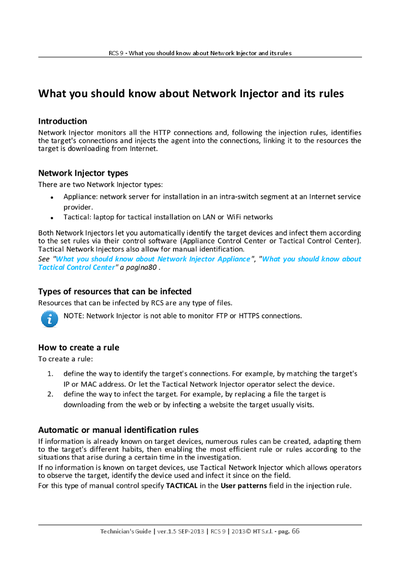 RCS 9 - What you should know about Network Injector and its rules
What you should know about Network Injector and its rules
Introduction
Network Injector monitors all the HTTP connections and, following the injection rules, identifies
the target's connections and injects the agent into the connections, linking it to the resources the
target is downloading from Internet.
Network Injector types
There are two Network Injector types:
• Appliance: network server for installation in an intra-switch segment at an Internet service
provider.
• Tactical: laptop for tactical installation on LAN or WiFi networks
Both Network Injectors let you automatically identify the target devices and infect them according
to the set rules via their control software (Appliance Control Center or Tactical Control Center).
Tactical Network Injectors also allow for manual identification.
See "What you should know about Network Injector Appliance", "What you should know about
Tactical Control Center" a pagina80 .
Types of resources that can be infected
Resources that can be infected by RCS are any type of files.
NOTE: Network Injector is not able to monitor FTP or HTTPS connections.
How to create a rule
To create a rule:
1. define the way to identify the target's connections. For example, by matching the target's
IP or MAC address. Or let the Tactical Network Injector operator select the device.
2. define the way to infect the target. For example, by replacing a file the target is
downloading from the web or by infecting a website the target usually visits.
Automatic or manual identification rules
If information is already known on target devices, numerous rules can be created, adapting them
to the target's different habits, then enabling the most efficient rule or rules according to the
situations that arise during a certain time in the investigation.
If no information is known on target devices, use Tactical Network Injector which allows operators
to observe the target, identify the device used and infect it since on the field.
For this type of manual control specify TACTICAL in the User patterns field in the injection rule.
Technician's Guide | ver.1.5 SEP-2013 | RCS 9 | 2013© HT S.r.l. - pag. 66